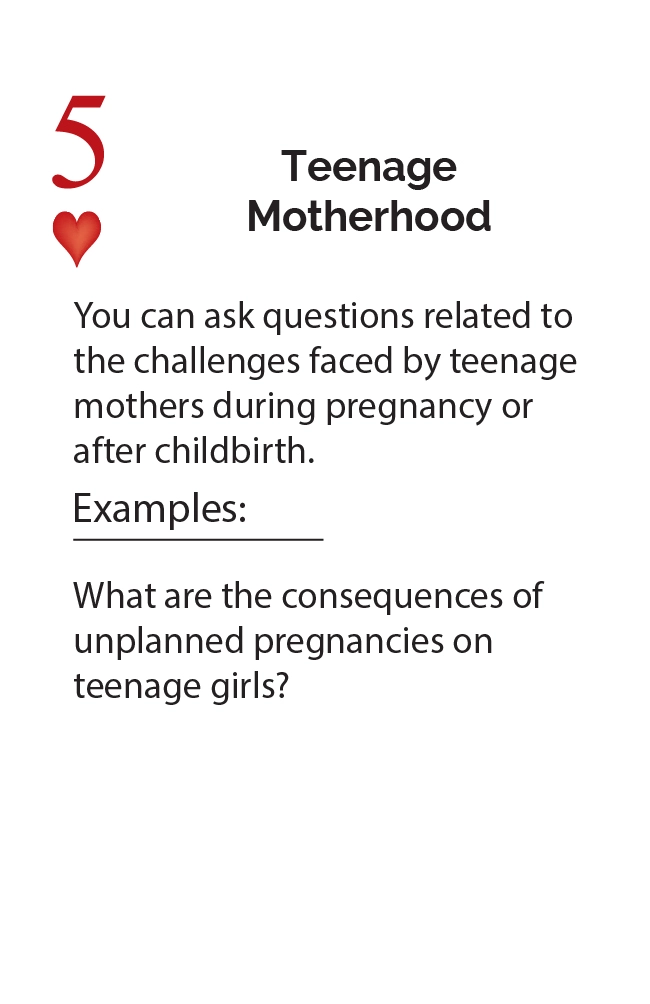 5
Teenage
Motherhood
You can ask questions related to
the challenges faced by teenage
mothers during pregnancy or
after childbirth.
Examples:
What are the consequences of
unplanned pregnancies on
teenage girls?